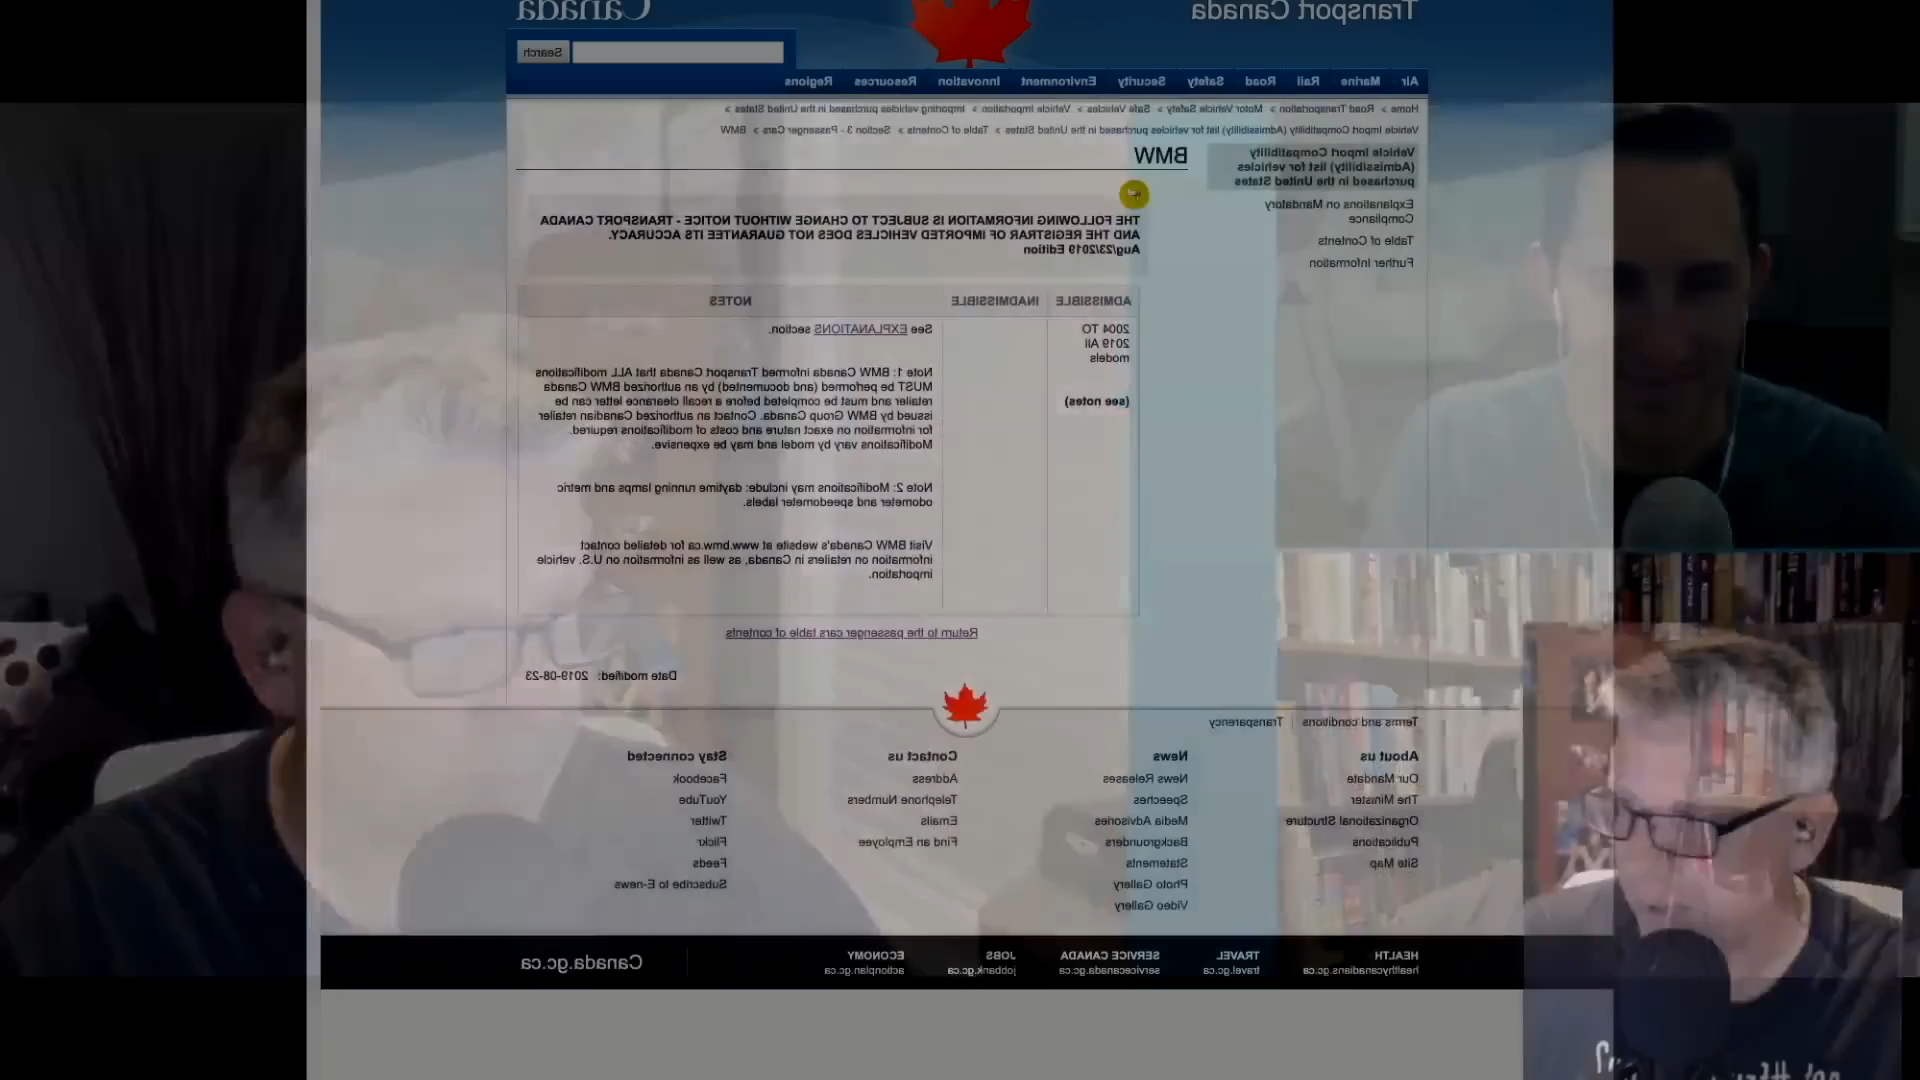 Transport Canada
Canada
Search
Air Marine Rail Road Safety Security Environment Innovation Resources Regions
Home > Road Transportation > Motor Vehicle Safety > Safe Vehicles > Vehicle Importation > Importing vehicles purchased in the United States >
Vehicle Import Compatibility (Admissibility) list for vehicles purchased in the United States > Table of Contents > Section 3 - Passenger Cars > BMW
Vehicle Import Compatibility
(Admissibility) list for vehicles
purchased in the United States
Explanations on Mandatory
Compliance
Table of Contents
Further Information
BMW
THE FOLLOWING INFORMATION IS SUBJECT TO CHANGE WITHOUT NOTICE - TRANSPORT CANADA
AND THE REGISTRAR OF IMPORTED VEHICLES DOES NOT GUARANTEE ITS ACCURACY.
Aug/23/2019 Edition
ADMISSIBLE INADMISSIBLE NOTES
2004 TO
2019 All
models
(see notes)
See EXPLANATIONS section.
Note 1: BMW Canada informed Transport Canada that ALL modifications
MUST be performed (and documented) by an authorized BMW Canada
retailer and must be completed before a recall clearance letter can be
issued by BMW Group Canada. Contact an authorized Canadian retailer
for information on exact nature and costs of modifications required.
Modifications vary by model and may be expensive.
Note 2: Modifications may include: daytime running lamps and metric
odometer and speedometer labels.
Visit BMW Canada's website at www.bmw.ca for detailed contact
information on retailers in Canada, as well as information on U.S. vehicle
importation.
Return to the passenger cars table of contents
Date modified: 2019-08-23
Terms and conditions Transparency
About us
Our Mandate
The Minister
Organizational Structure
Publications
Site Map
News
News Releases
Speeches
Media Advisories
Backgrounders
Statements
Photo Gallery
Video Gallery
Contact us
Address
Telephone Numbers
Emails
Find an Employee
Stay connected
Facebook
YouTube
Twitter
Flickr
Feeds
Subscribe to E-news
HEALTH
healthycanadians.gc.ca
TRAVEL
travel.gc.ca
SERVICE CANADA
servicecanada.gc.ca
JOBS
jobbank.gc.ca
ECONOMY
actionplan.gc.ca
Canada.gc.ca